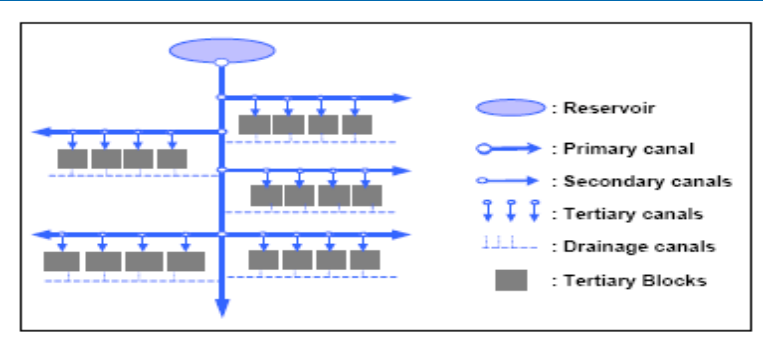 : Reservoir
: Primary canal
: Secondary canals
: Tertiary canals
: Drainage canals
: Tertiary Blocks